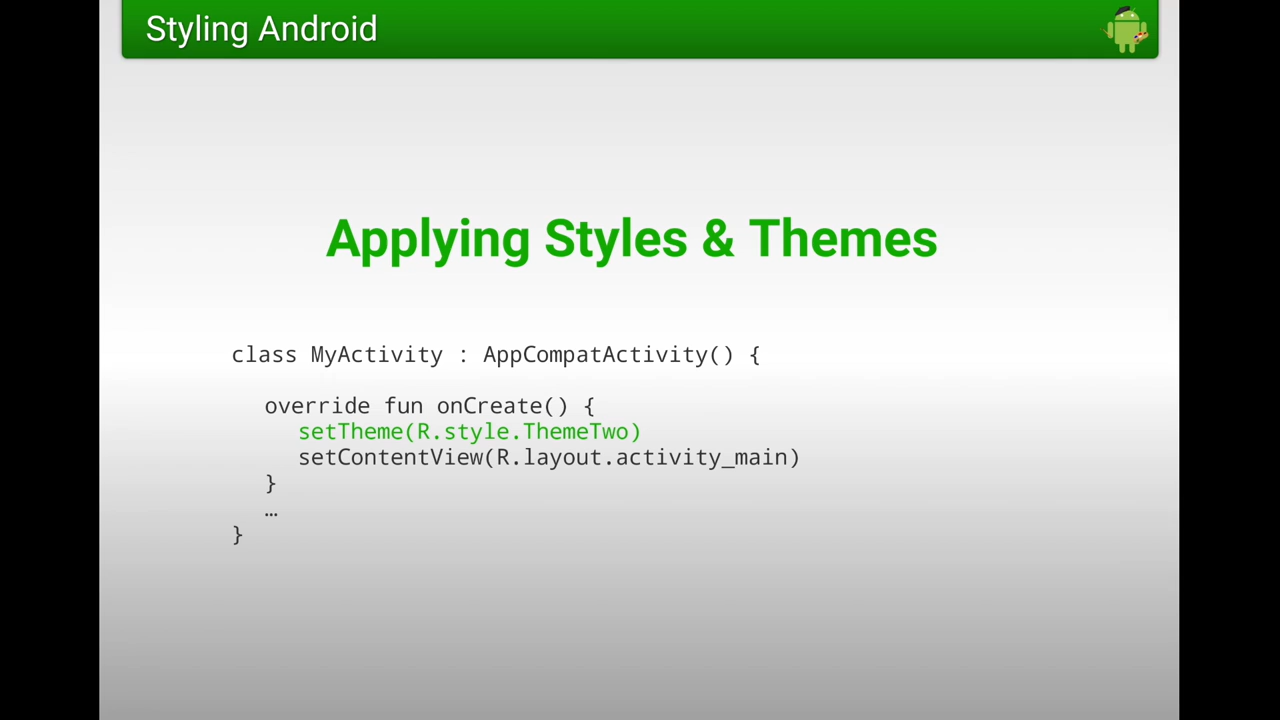 Styling Android
Applying Styles & Themes
class MyActivity : AppCompatActivity() {
override fun onCreate() {
setTheme(R.style.ThemeTwo)
setContentView(R.layout.activity_main)
}
…
}